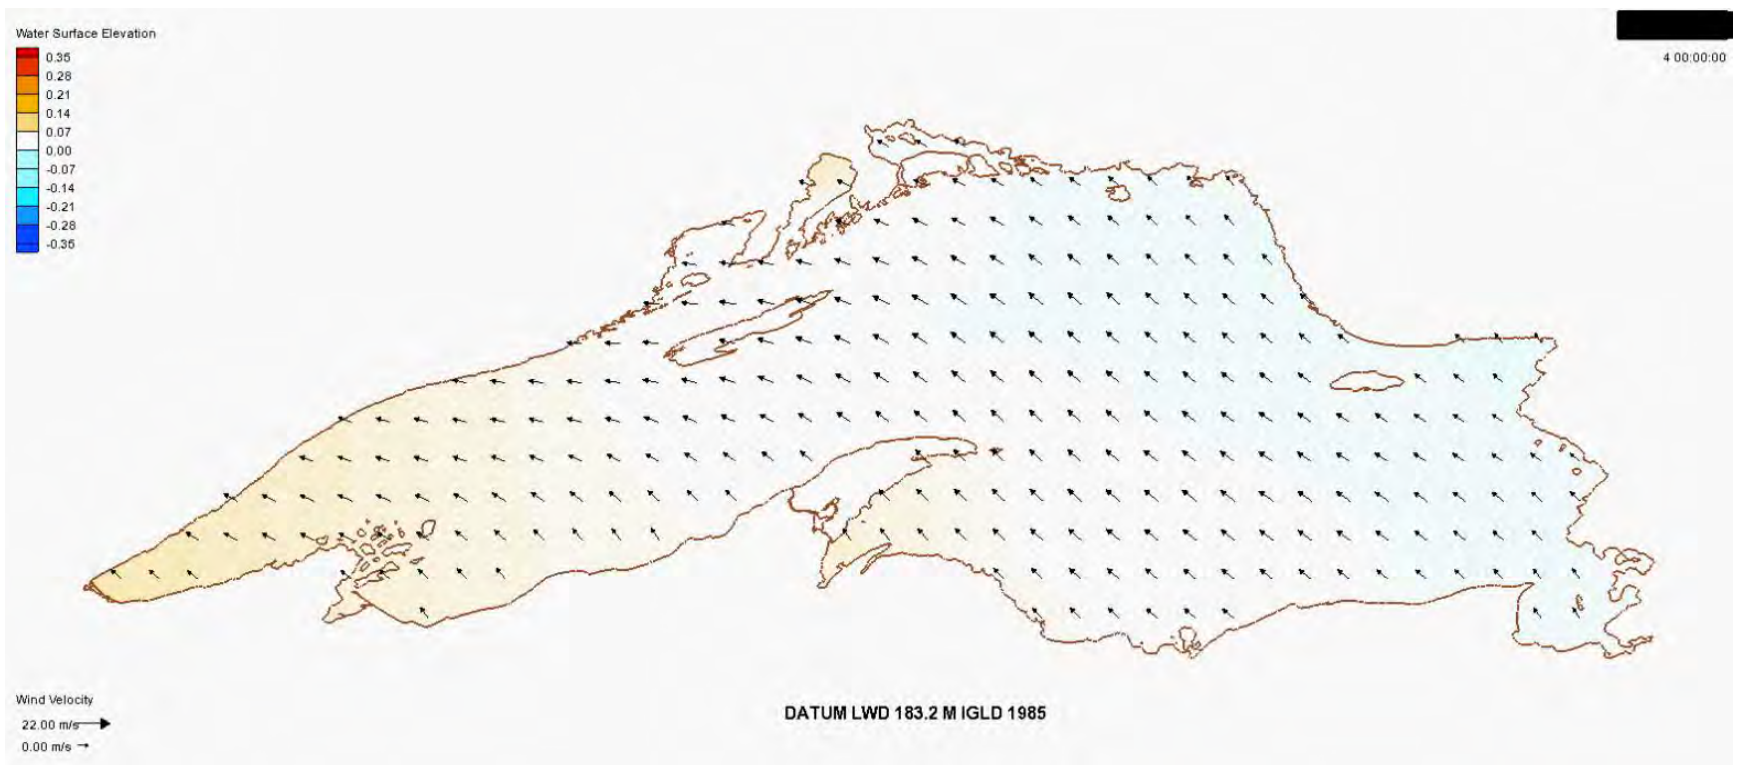 Water Surface Elevation
0.35
0.28
0.21
0.14
0.07
0.00
-0.07
-0.14
-0.21
-0.28
-0.35
4 00:00:00
Wind Velocity
22.00 m/s
0.00 m/s
DATUM LWD 183.2 M IGLD 1985